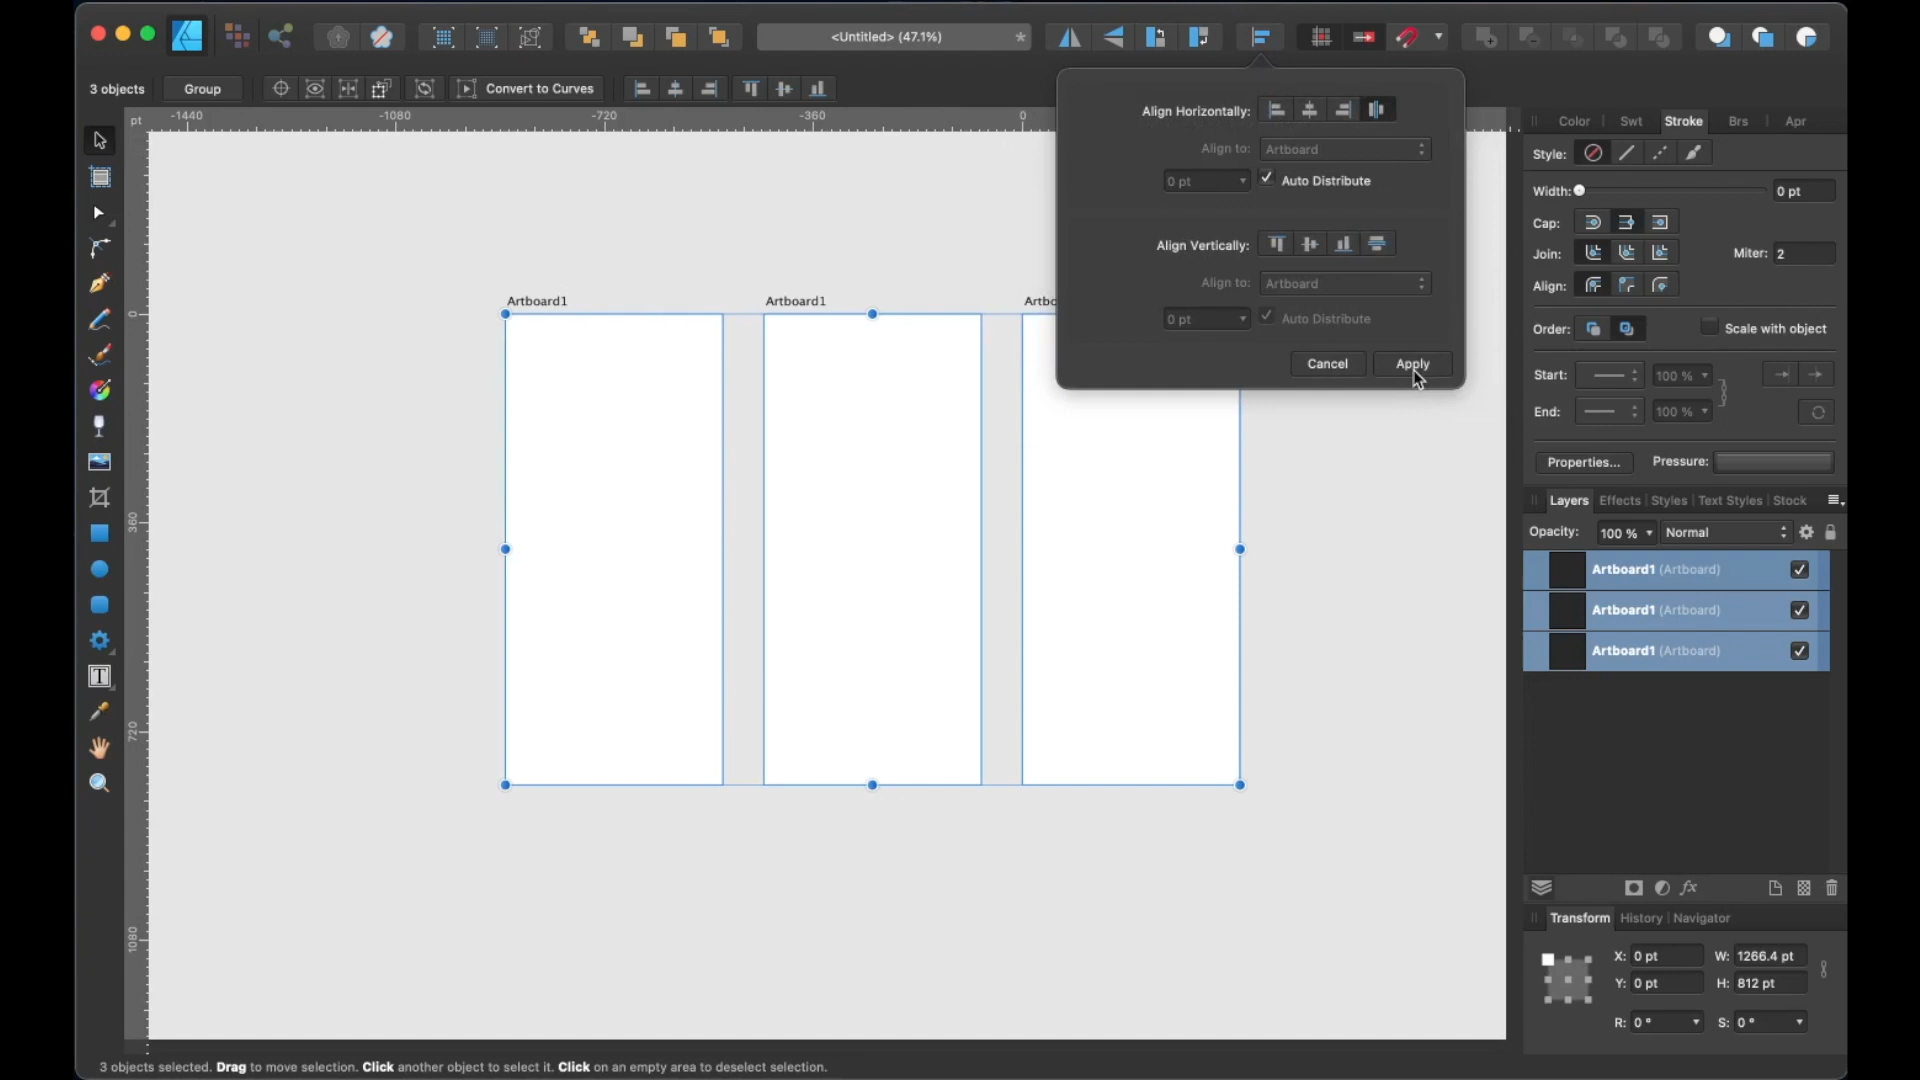 <Untitled> (47.1%)
*
3 objects
Group
Convert to Curves
pt
-1440
-1080
-720
-360
0
0
360
720
1080
Artboard1
Artboard1
Artbo
Align Horizontally:
Align to: Artboard
0 pt
Auto Distribute
Align Vertically:
Align to: Artboard
0 pt
Auto Distribute
Cancel
Apply
Color
Swt
Stroke
Brs
Apr
Style:
Width:
0 pt
Cap:
Join:
Miter: 2
Align:
Order:
Scale with object
Start:
100 %
End:
100 %
Properties...
Pressure:
Layers
Effects
Styles
Text Styles
Stock
Opacity: 100 %
Normal
Artboard1 (Artboard)
Artboard1 (Artboard)
Artboard1 (Artboard)
fx
Transform
History
Navigator
X: 0 pt
W: 1266.4 pt
Y: 0 pt
H: 812 pt
R: 0 °
S: 0 °
T
3 objects selected. Drag to move selection. Click another object to select it. Click on an empty area to deselect selection.